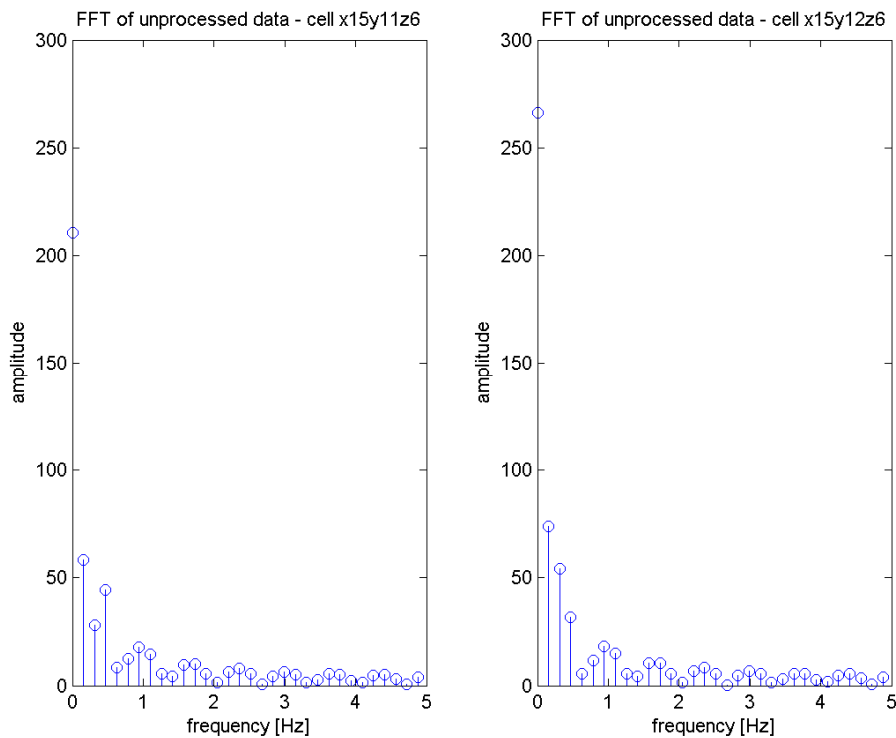 FFT of unprocessed data - cell x15y11z6
300
250
200
150
100
50
0
amplitude
0 1 2 3 4 5
frequency [Hz]
FFT of unprocessed data - cell x15y12z6
300
250
200
150
100
50
0
amplitude
0 1 2 3 4 5
frequency [Hz]